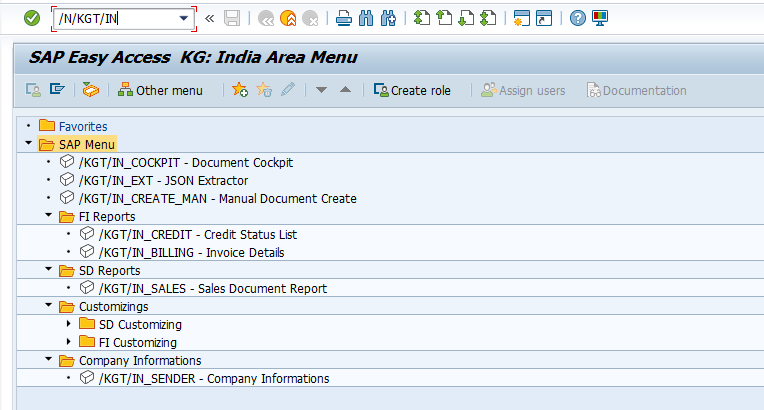 /N/KGT/IN
SAP Easy Access KG: India Area Menu
Other menu Create role Assign users Documentation
Favorites
SAP Menu
/KGT/IN_COCKPIT - Document Cockpit
/KGT/IN_EXT - JSON Extractor
/KGT/IN_CREATE_MAN - Manual Document Create
FI Reports
/KGT/IN_CREDIT - Credit Status List
/KGT/IN_BILLING - Invoice Details
SD Reports
/KGT/IN_SALES - Sales Document Report
Customizings
SD Customizing
FI Customizing
Company Informations
/KGT/IN_SENDER - Company Informations